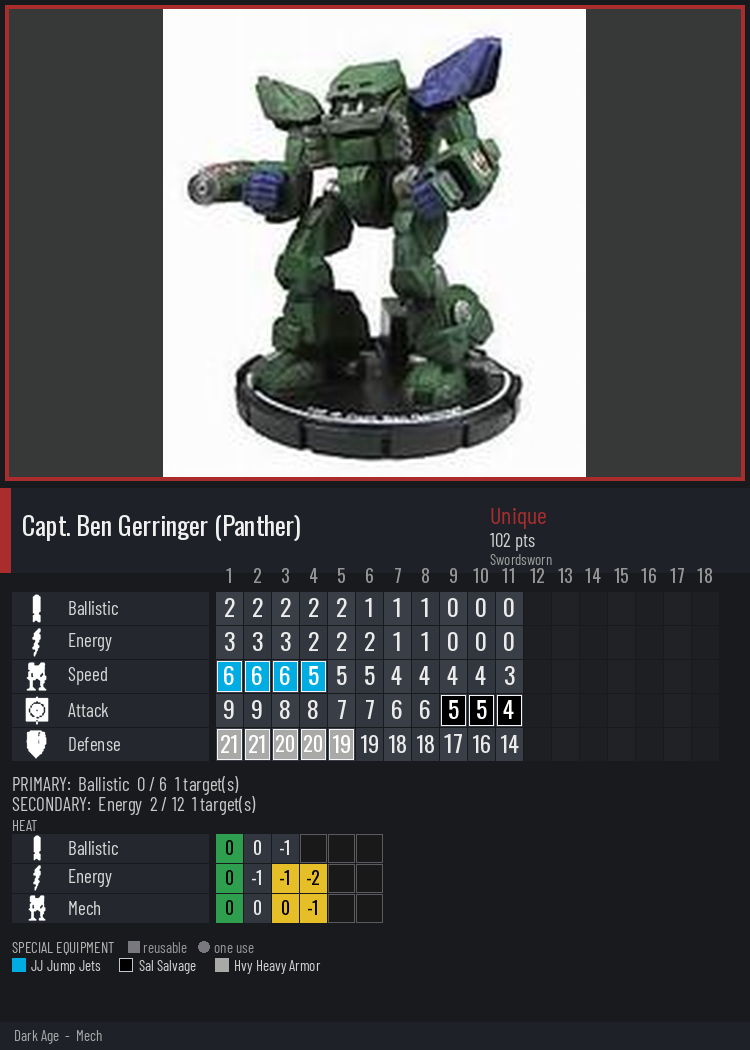 Capt. Ben Gerringer (Panther)
Unique
102 pts
Swordsworn
1 2 3 4 5 6 7 8 9 10 11 12 13 14 15 16 17 18
Ballistic 2 2 2 2 2 1 1 1 0 0 0
Energy 3 3 3 2 2 2 1 1 0 0 0
Speed 6 6 6 5 5 5 4 4 4 4 3
Attack 9 9 8 8 7 7 6 6 5 5 4
Defense 21 21 20 20 19 19 18 18 17 16 14
PRIMARY: Ballistic 0 / 6 1 target(s)
SECONDARY: Energy 2 / 12 1 target(s)
HEAT
Ballistic 0 0 -1
Energy 0 -1 -1 -2
Mech 0 0 0 -1
SPECIAL EQUIPMENT reusable one use
JJ Jump Jets Sal Salvage Hvy Heavy Armor
Dark Age - Mech